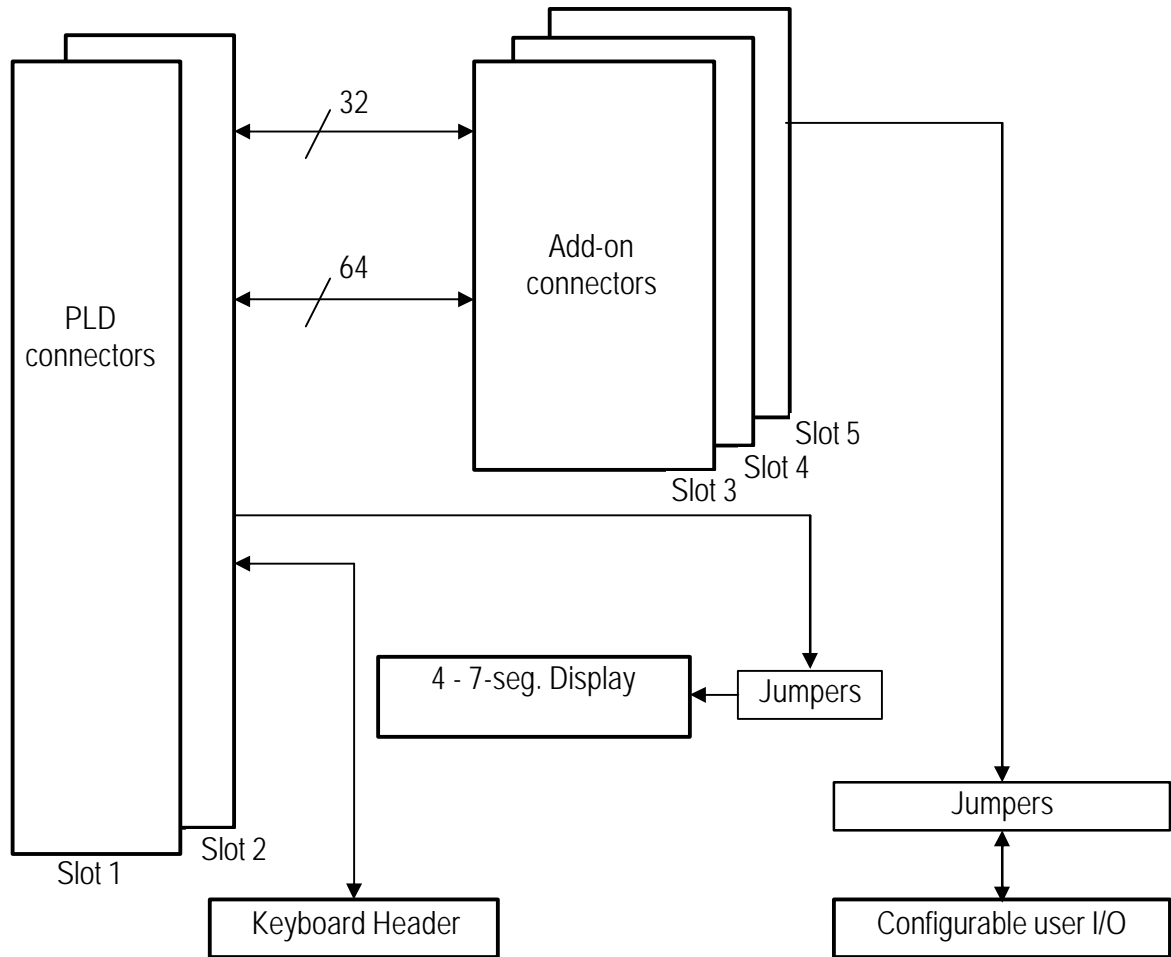 32
64
PLD
connectors
Add-on
connectors
Slot 5
Slot 4
Slot 3
4 - 7-seg. Display
Jumpers
Jumpers
Slot 2
Slot 1
Keyboard Header
Configurable user I/O